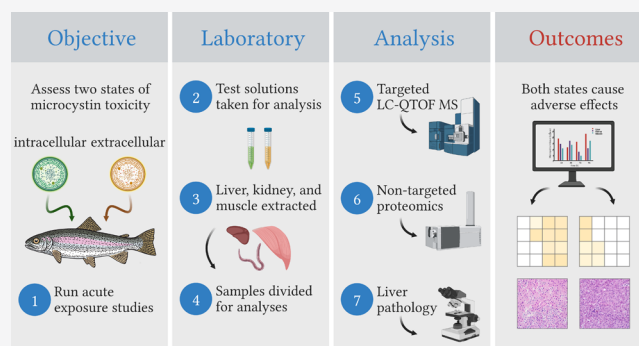 Objective
Assess two states of
microcystin toxicity
intracellular extracellular
1 Run acute
exposure studies
Laboratory
2 Test solutions
taken for analysis
3 Liver, kidney, and
muscle extracted
4 Samples divided
for analyses
Analysis
5 Targeted
LC-QTOF MS
6 Non-targeted
proteomics
7 Liver
pathology
Outcomes
Both states cause
adverse effects